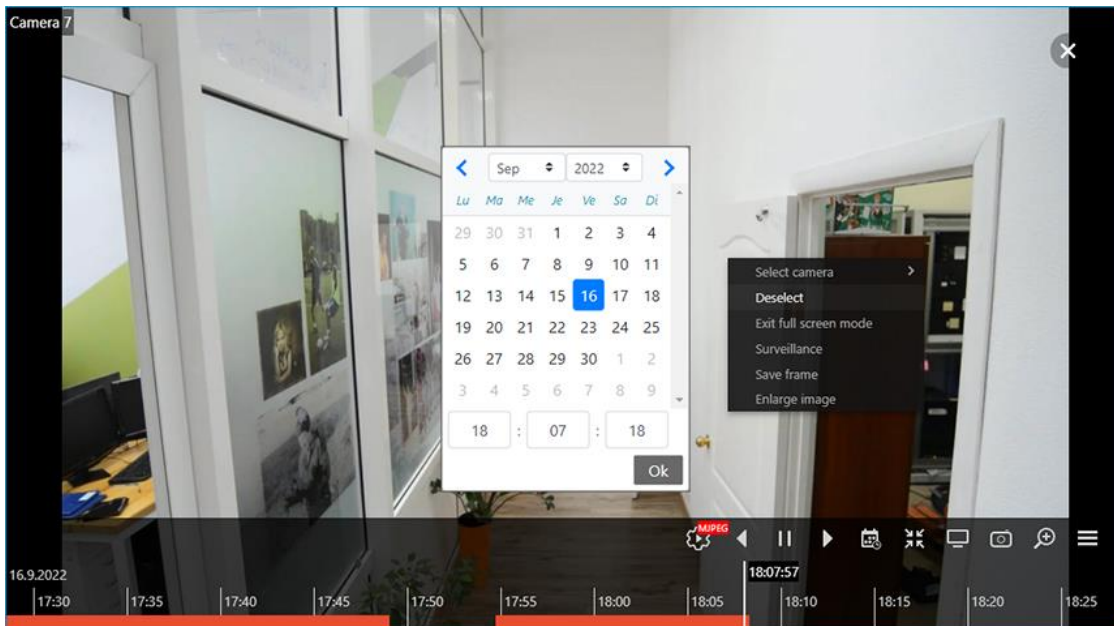 Camera 7
Sep 2022
Lu Ma Me Je Ve Sa Di
29 30 31 1 2 3 4
5 6 7 8 9 10 11
12 13 14 15 16 17 18
19 20 21 22 23 24 25
26 27 28 29 30 1 2
3 4 5 6 7 8 9
18 : 07 : 18
Ok
Select camera
Deselect
Exit full screen mode
Surveillance
Save frame
Enlarge image
MJPEG
16.9.2022
18:07:57
17:30 17:35 17:40 17:45 17:50 17:55 18:00 18:05 18:10 18:15 18:20 18:25